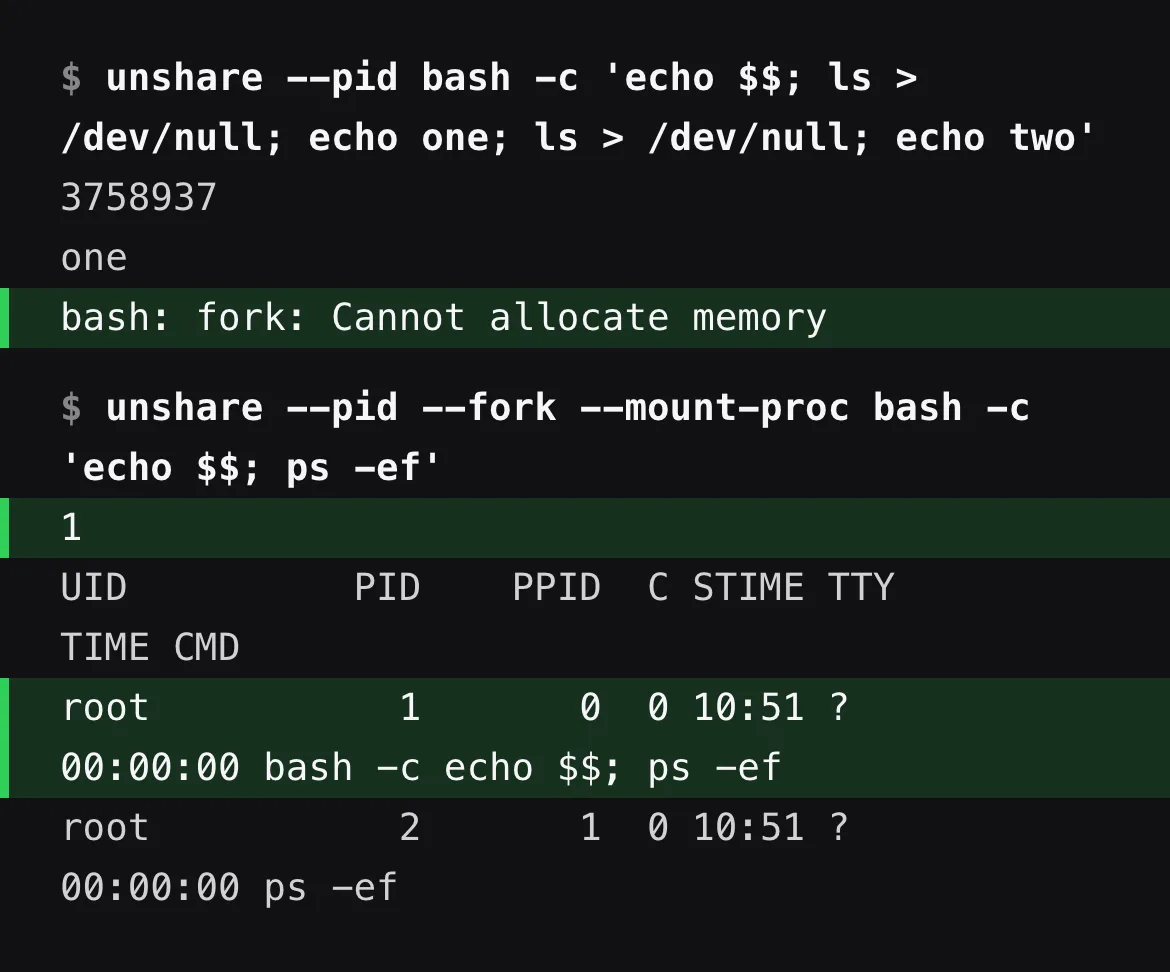 $ unshare --pid bash -c 'echo $$; ls >
/dev/null; echo one; ls > /dev/null; echo two'
3758937
one
bash: fork: Cannot allocate memory
$ unshare --pid --fork --mount-proc bash -c
'echo $$; ps -ef'
1
UID          PID    PPID  C STIME TTY
TIME CMD
root           1       0  0 10:51 ?
00:00:00 bash -c echo $$; ps -ef
root           2       1  0 10:51 ?
00:00:00 ps -ef